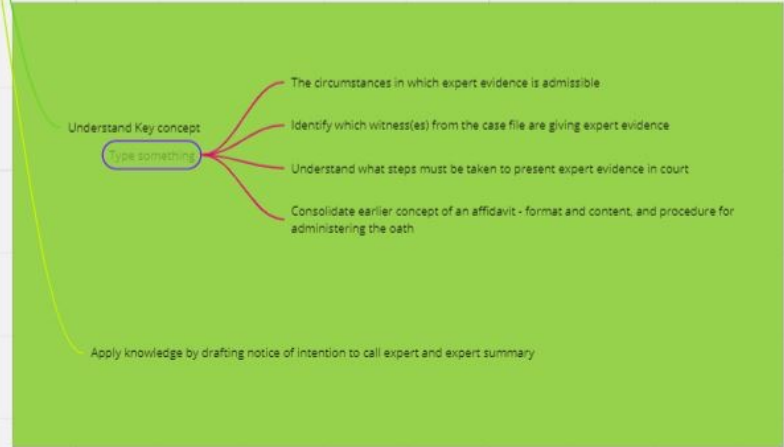 The circumstances in which expert evidence is admissible
Understand Key concept
Identify which witness(es) from the case file are giving expert evidence
Type something
Understand what steps must be taken to present expert evidence in court
Consolidate earlier concept of an affidavit - format and content, and procedure for
administering the oath
Apply knowledge by drafting notice of intention to call expert and expert summary